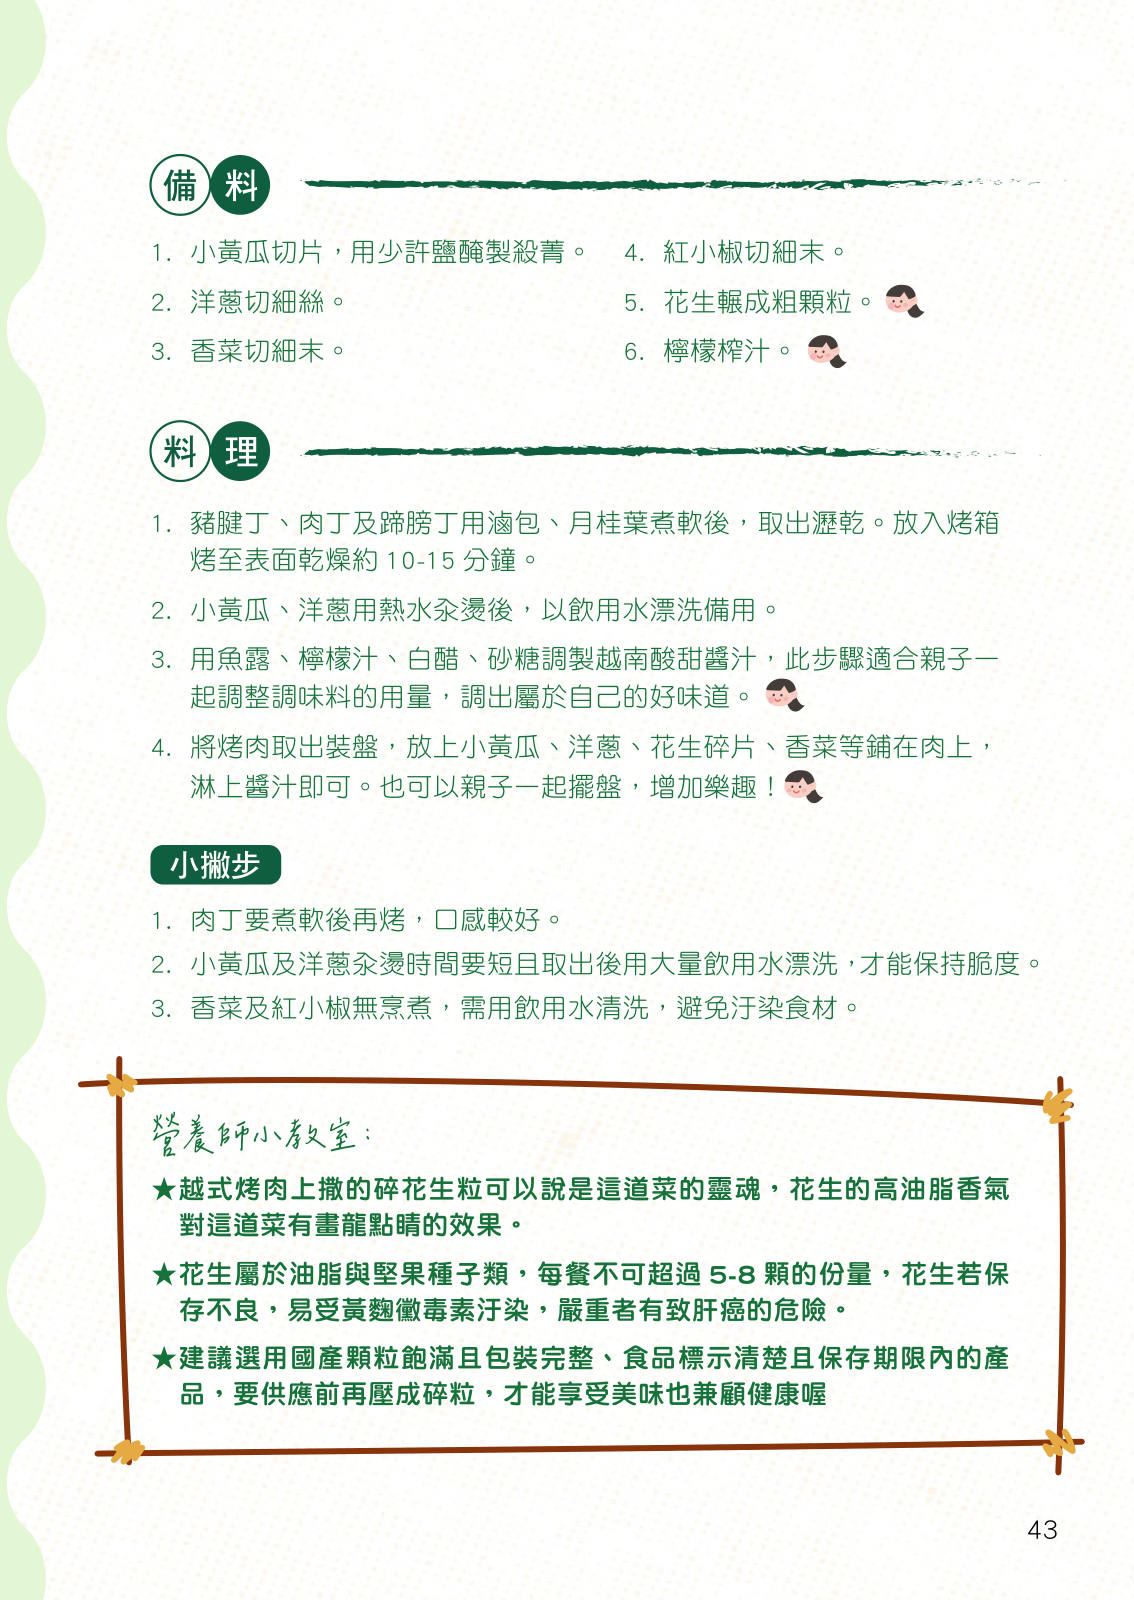 備料
1. 小黃瓜切片，用少許鹽醃製殺菁。
2. 洋蔥切細絲。
3. 香菜切細末。
4. 紅小椒切細末。
5. 花生輾成粗顆粒。
6. 檸檬榨汁。
料理
1. 豬腱丁、肉丁及蹄膀丁用滷包、月桂葉煮軟後，取出瀝乾。放入烤箱
烤至表面乾燥約 10-15 分鐘。
2. 小黃瓜、洋蔥用熱水汆燙後，以飲用水漂洗備用。
3. 用魚露、檸檬汁、白醋、砂糖調製越南酸甜醬汁，此步驟適合親子一
起調整調味料的用量，調出屬於自己的好味道。
4. 將烤肉取出裝盤，放上小黃瓜、洋蔥、花生碎片、香菜等鋪在肉上，
淋上醬汁即可。也可以親子一起擺盤，增加樂趣！
小撇步
1. 肉丁要煮軟後再烤，口感較好。
2. 小黃瓜及洋蔥汆燙時間要短且取出後用大量飲用水漂洗，才能保持脆度。
3. 香菜及紅小椒無烹煮，需用飲用水清洗，避免汙染食材。
營養師小教室：
★越式烤肉上撒的碎花生粒可以說是這道菜的靈魂，花生的高油脂香氣
對這道菜有畫龍點睛的效果。
★花生屬於油脂與堅果種子類，每餐不可超過 5-8 顆的份量，花生若保
存不良，易受黃麴黴毒素汙染，嚴重者有致肝癌的危險。
★建議選用國產顆粒飽滿且包裝完整、食品標示清楚且保存期限內的產
品，要供應前再壓成碎粒，才能享受美味也兼顧健康喔
43